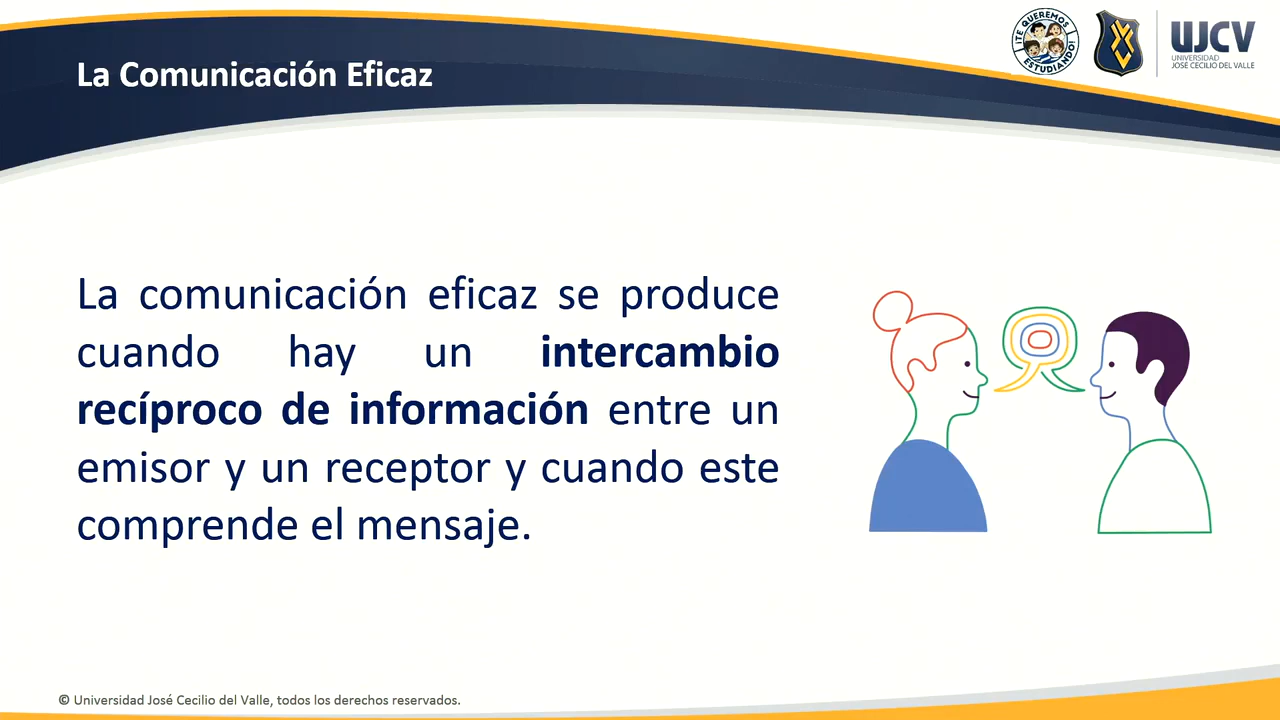 La Comunicación Eficaz
¡TE QUEREMOS
ESTUDIANDO!
UJCV
UNIVERSIDAD
JOSÉ CECILIO DEL VALLE
La comunicación eficaz se produce
cuando hay un intercambio
recíproco de información entre un
emisor y un receptor y cuando este
comprende el mensaje.
© Universidad José Cecilio del Valle, todos los derechos reservados.